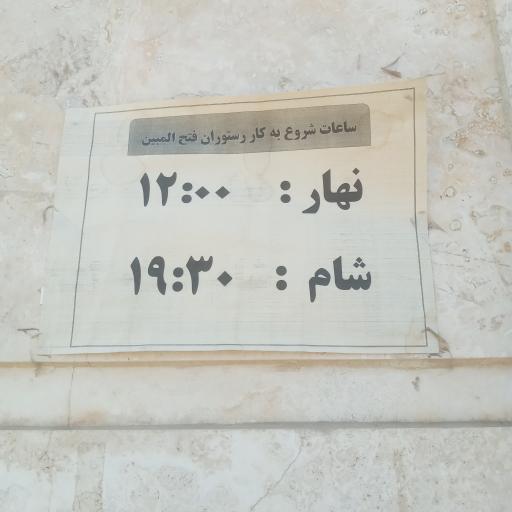 ساعات شروع به کار رستوران فتح المبین
نهار : ۱۲:۰۰
شام : ۱۹:۳۰